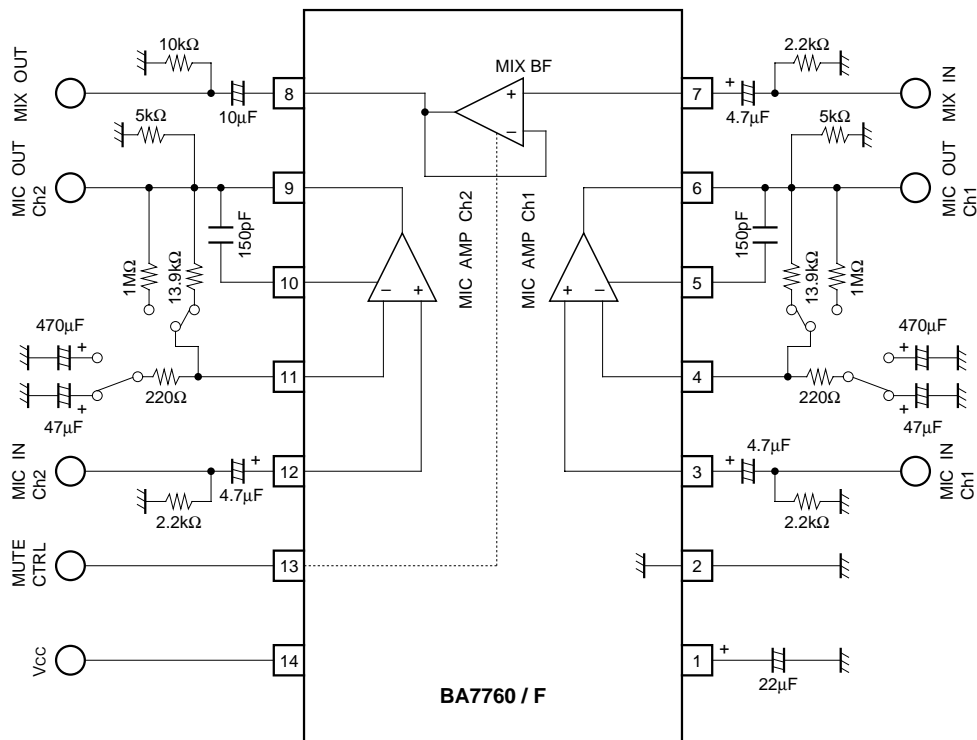 MIX OUT
10kΩ
10µF
8
MIX BF
+
−
7
+
4.7µF
2.2kΩ
MIX IN
MIC OUT
Ch2
5kΩ
9
150pF
1MΩ
13.9kΩ
10
−
+
MIC AMP Ch2
MIC AMP Ch1
+
−
6
5kΩ
MIC OUT
Ch1
150pF
5
13.9kΩ
1MΩ
470µF
+
47µF
+
220Ω
11
4
220Ω
470µF
+
47µF
+
MIC IN
Ch2
4.7µF
+
2.2kΩ
12
3
4.7µF
+
2.2kΩ
MIC IN
Ch1
MUTE
CTRL
13
2
Vcc
14
1
+
22µF
BA7760 / F